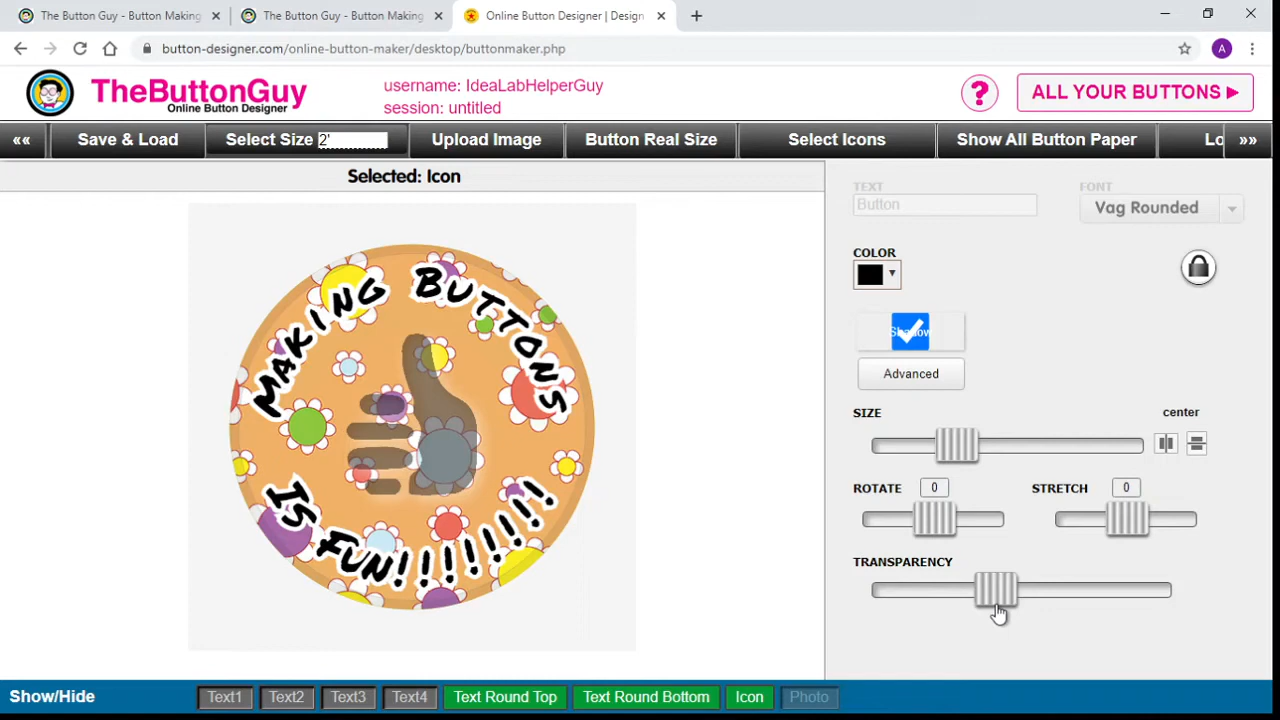 The Button Guy - Button Making
The Button Guy - Button Making
Online Button Designer | Design
button-designer.com/online-button-maker/desktop/buttonmaker.php
A
TheButtonGuy
Online Button Designer
username: IdeaLabHelperGuy
session: untitled
?
ALL YOUR BUTTONS
««
Save & Load
Select Size 2"
Upload Image
Button Real Size
Select Icons
Show All Button Paper
Lo
»»
Selected: Icon
TEXT
Button
FONT
Vag Rounded
COLOR
Shadow
Advanced
SIZE
center
ROTATE 0
STRETCH 0
TRANSPARENCY
MAKING BUTTONS
IS FUN!!!!!!!
Show/Hide
Text1
Text2
Text3
Text4
Text Round Top
Text Round Bottom
Icon
Photo